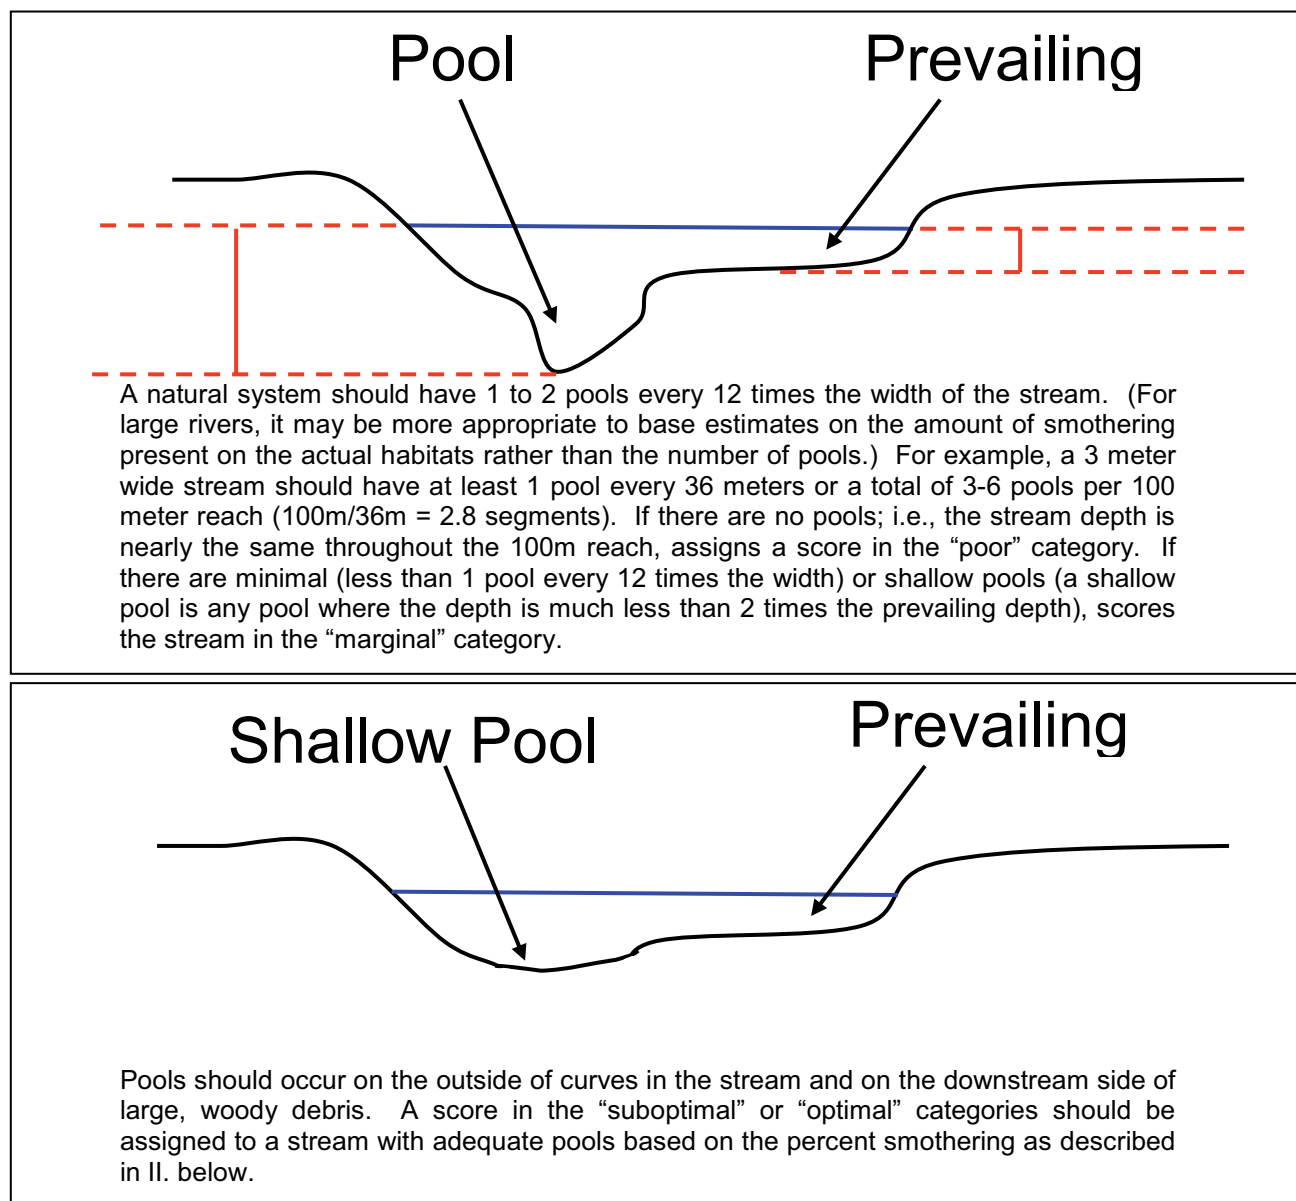 Pool Prevailing
A natural system should have 1 to 2 pools every 12 times the width of the stream. (For
large rivers, it may be more appropriate to base estimates on the amount of smothering
present on the actual habitats rather than the number of pools.) For example, a 3 meter
wide stream should have at least 1 pool every 36 meters or a total of 3-6 pools per 100
meter reach (100m/36m = 2.8 segments). If there are no pools; i.e., the stream depth is
nearly the same throughout the 100m reach, assigns a score in the “poor” category. If
there are minimal (less than 1 pool every 12 times the width) or shallow pools (a shallow
pool is any pool where the depth is much less than 2 times the prevailing depth), scores
the stream in the “marginal” category.
Shallow Pool Prevailing
Pools should occur on the outside of curves in the stream and on the downstream side of
large, woody debris. A score in the “suboptimal” or “optimal” categories should be
assigned to a stream with adequate pools based on the percent smothering as described
in II. below.